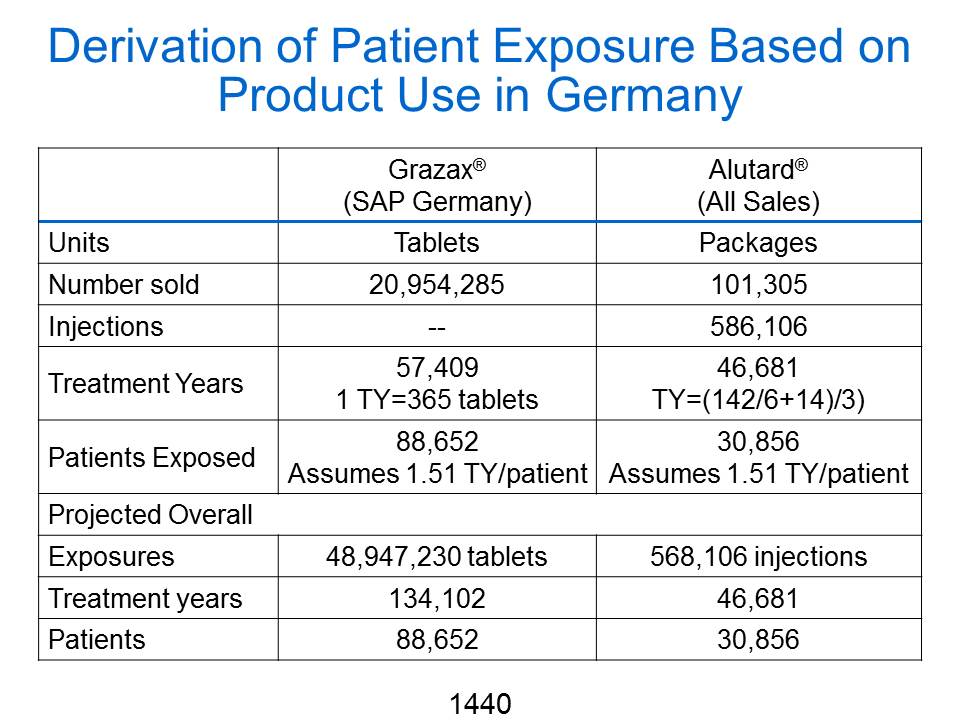 Derivation of Patient Exposure Based on
Product Use in Germany
Grazax® Alutard®
(SAP Germany) (All Sales)
Units Tablets Packages
Number sold 20,954,285 101,305
Injections -- 586,106
Treatment Years 57,409 46,681
1 TY=365 tablets TY=(142/6+14)/3)
Patients Exposed 88,652 30,856
Assumes 1.51 TY/patient Assumes 1.51 TY/patient
Projected Overall
Exposures 48,947,230 tablets 568,106 injections
Treatment years 134,102 46,681
Patients 88,652 30,856
1440